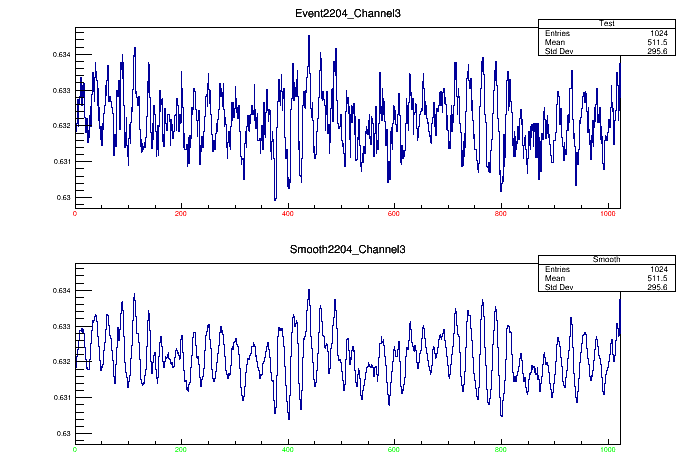 Event2204_Channel3
Test
Entries 1024
Mean 511.5
Std Dev 295.6
0.634
0.633
0.632
0.631
0.63
0 200 400 600 800 1000
Smooth2204_Channel3
Smooth
Entries 1024
Mean 511.5
Std Dev 295.6
0.634
0.633
0.632
0.631
0.63
0 200 400 600 800 1000